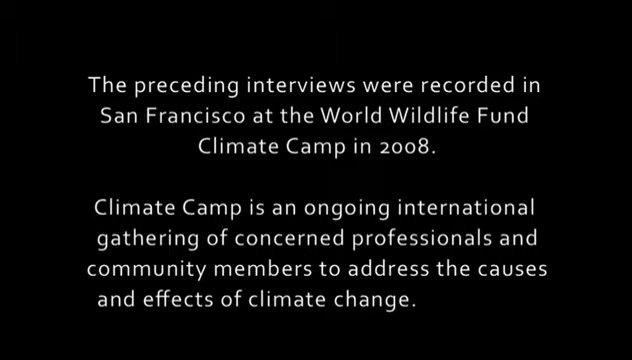 The preceding interviews were recorded in
San Francisco at the World Wildlife Fund
Climate Camp in 2008.
Climate Camp is an ongoing international
gathering of concerned professionals and
community members to address the causes
and effects of climate change.